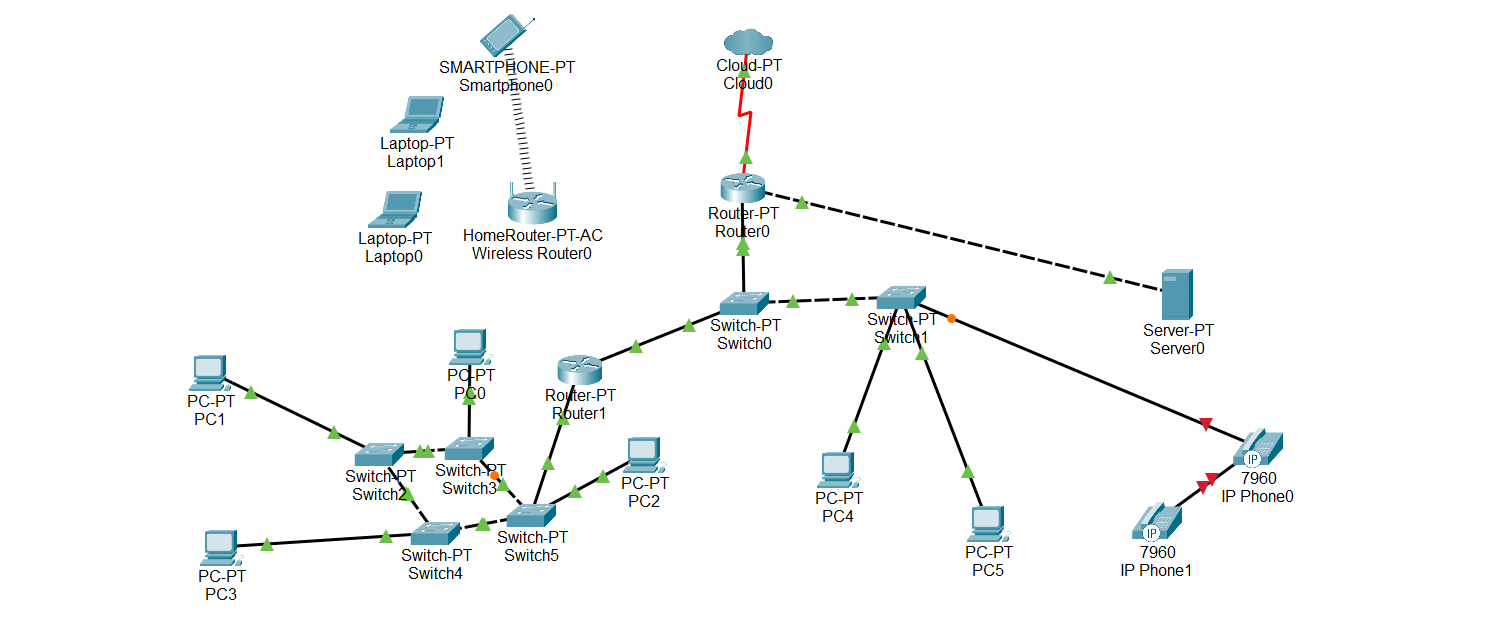 SMARTPHONE-PT
Smartphone0
Cloud-PT
Cloud0
Laptop-PT
Laptop1
Laptop-PT
Laptop0
HomeRouter-PT-AC
Wireless Router0
Router-PT
Router0
Switch-PT
Switch0
Switch-PT
Switch1
Server-PT
Server0
PC-PT
PC0
Router-PT
Router1
PC-PT
PC1
Switch-PT
Switch2
Switch-PT
Switch3
PC-PT
PC2
PC-PT
PC4
IP
7960
IP Phone0
Switch-PT
Switch5
IP
7960
IP Phone1
PC-PT
PC5
Switch-PT
Switch4
PC-PT
PC3